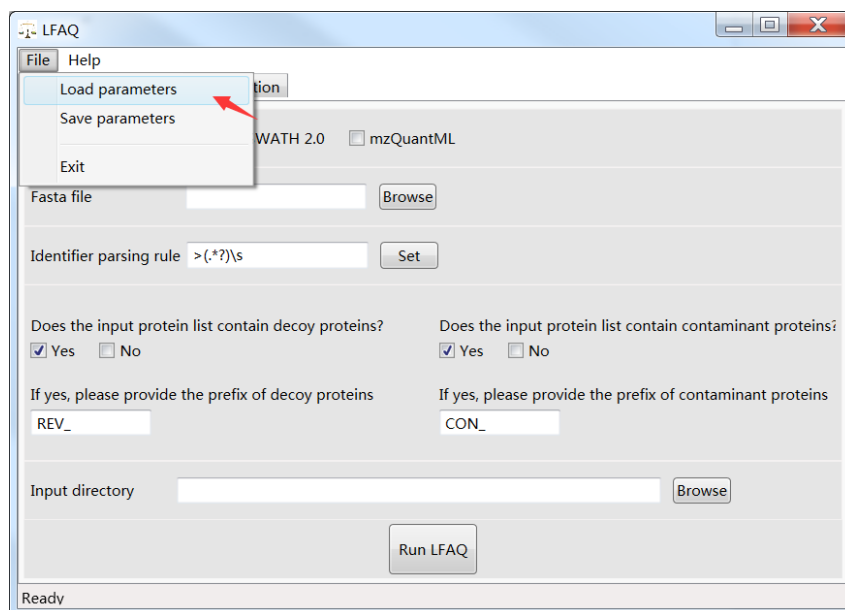 LFAQ
File Help
Load parameters
tion
Save parameters
WATH 2.0 mzQuantML
Exit
Fasta file Browse
Identifier parsing rule >(.*?)\s Set
Does the input protein list contain decoy proteins? Does the input protein list contain contaminant proteins?
Yes No Yes No
If yes, please provide the prefix of decoy proteins If yes, please provide the prefix of contaminant proteins
REV_ CON_
Input directory Browse
Run LFAQ
Ready